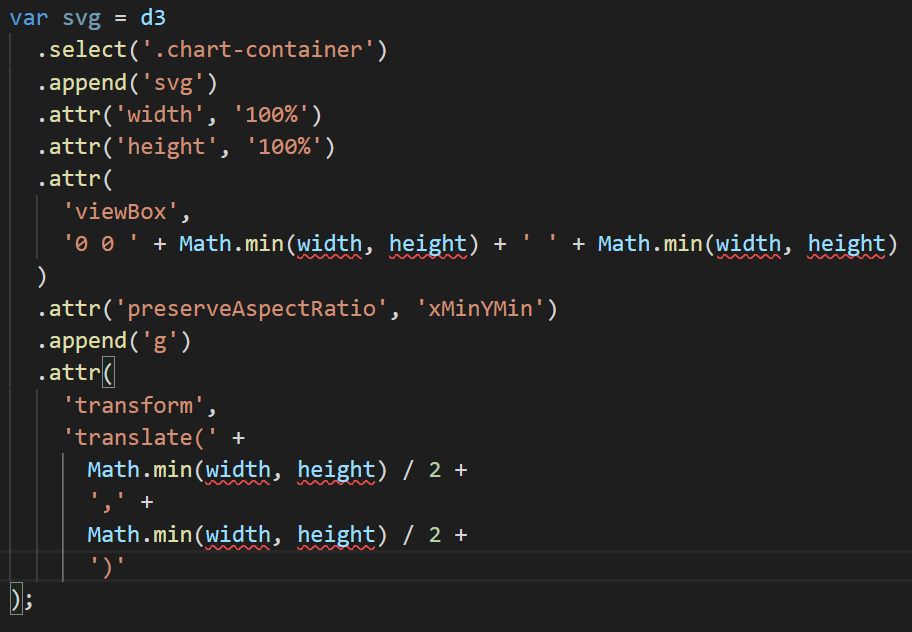 var svg = d3
.select('.chart-container')
.append('svg')
.attr('width', '100%')
.attr('height', '100%')
.attr(
'viewBox',
'0 0 ' + Math.min(width, height) + ' ' + Math.min(width, height)
)
.attr('preserveAspectRatio', 'xMinYMin')
.append('g')
.attr(
'transform',
'translate(' +
Math.min(width, height) / 2 +
',' +
Math.min(width, height) / 2 +
')'
);